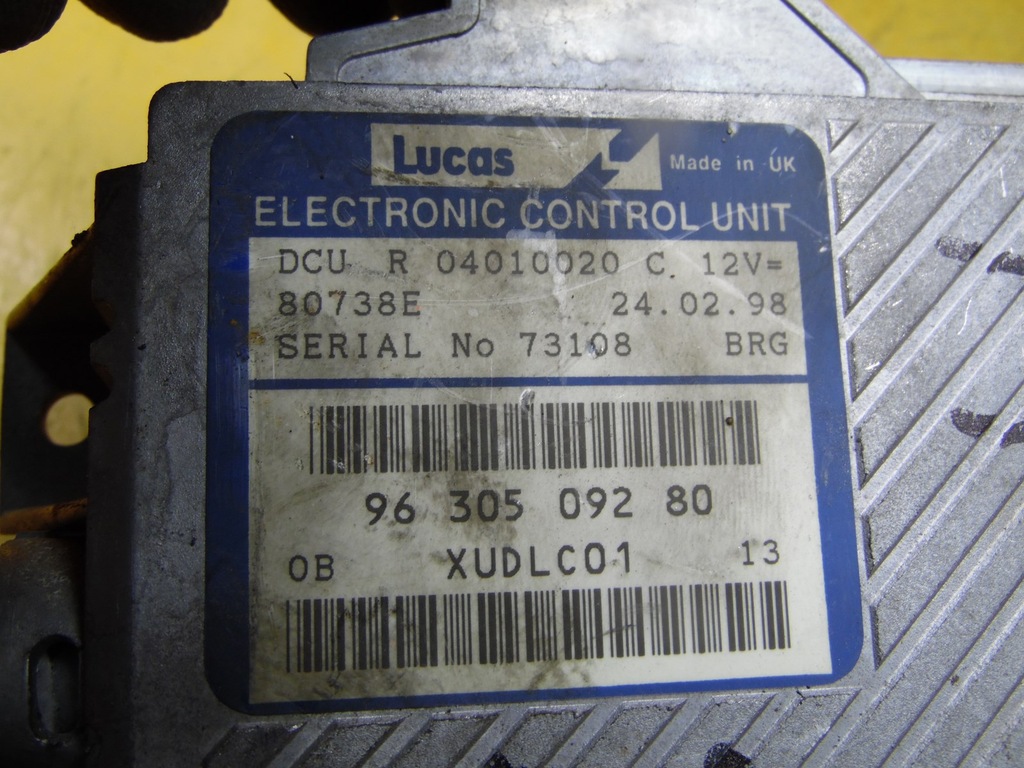 Lucas Made in UK
ELECTRONIC CONTROL UNIT
DCU R 04010020 C. 12V=
80738E 24.02.98
SERIAL No 73108 BRG
96 305 092 80
0B XUDLC01 13